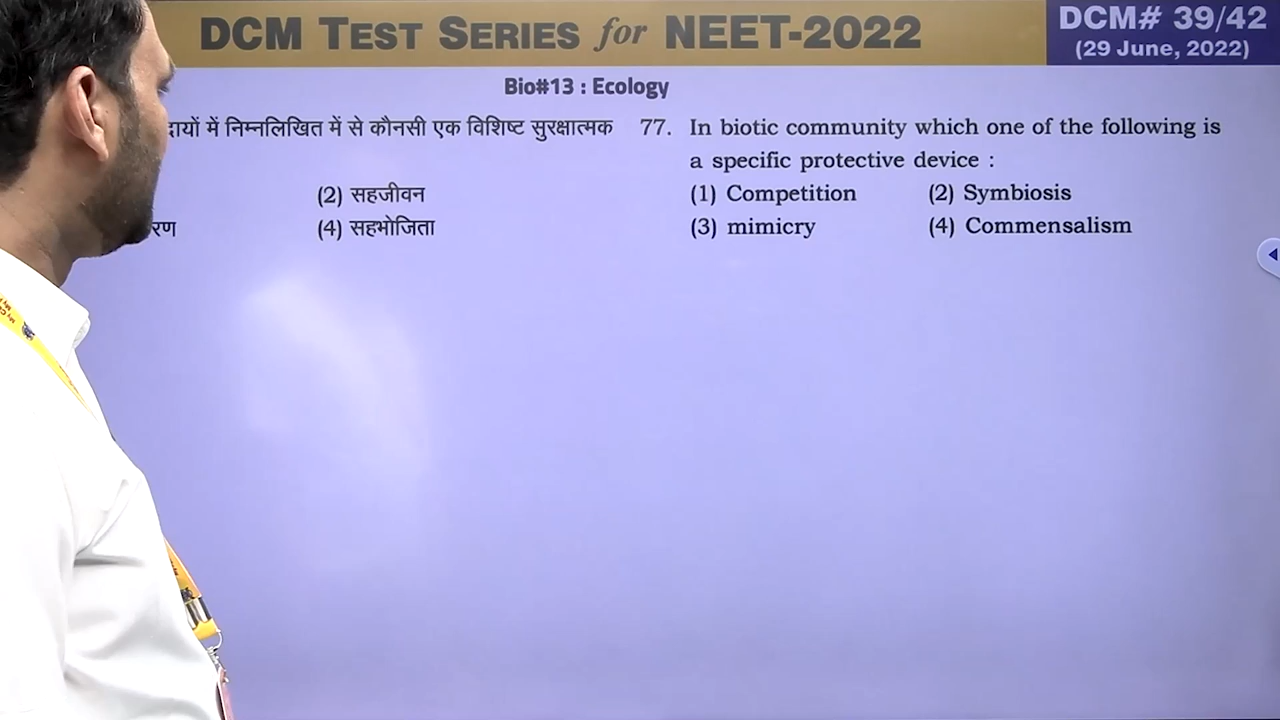 DCM TEST SERIES for NEET-2022
DCM# 39/42
(29 June, 2022)
Bio#13 : Ecology
में निम्नलिखित में से कौनसी एक विशिष्ट सुरक्षात्मक
(2) सहजीवन
(4) सहभोजिता
77. In biotic community which one of the following is
a specific protective device :
(1) Competition (2) Symbiosis
(3) mimicry (4) Commensalism